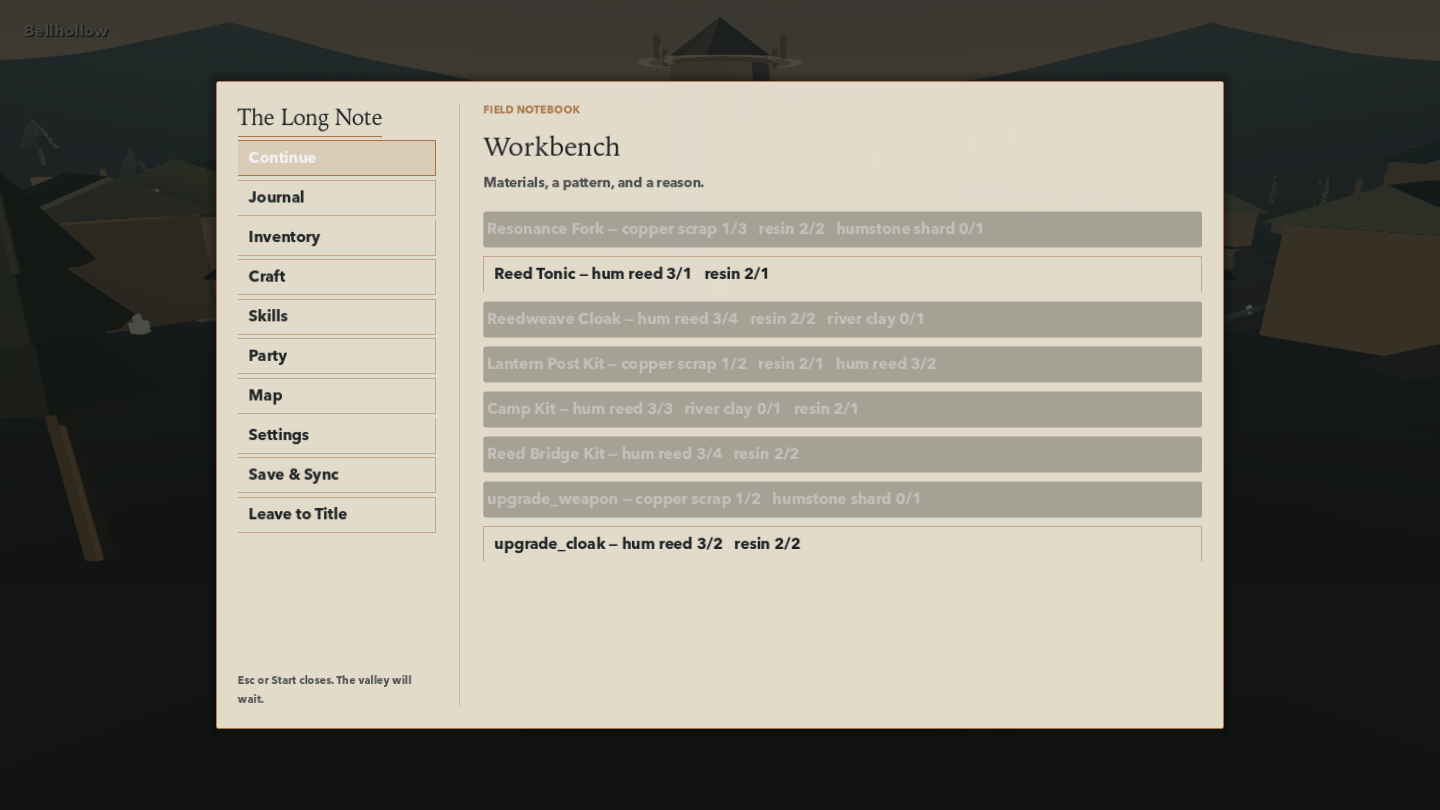 Bellhollow
The Long Note
Continue
Journal
Inventory
Craft
Skills
Party
Map
Settings
Save & Sync
Leave to Title
Esc or Start closes. The valley will
wait.
FIELD NOTEBOOK
Workbench
Materials, a pattern, and a reason.
Resonance Fork – copper scrap 1/3 resin 2/2 humstone shard 0/1
Reed Tonic – hum reed 3/1 resin 2/1
Reedweave Cloak – hum reed 3/4 resin 2/2 river clay 0/1
Lantern Post Kit – copper scrap 1/2 resin 2/1 hum reed 3/2
Camp Kit – hum reed 3/3 river clay 0/1 resin 2/1
Reed Bridge Kit – hum reed 3/4 resin 2/2
upgrade_weapon – copper scrap 1/2 humstone shard 0/1
upgrade_cloak – hum reed 3/2 resin 2/2